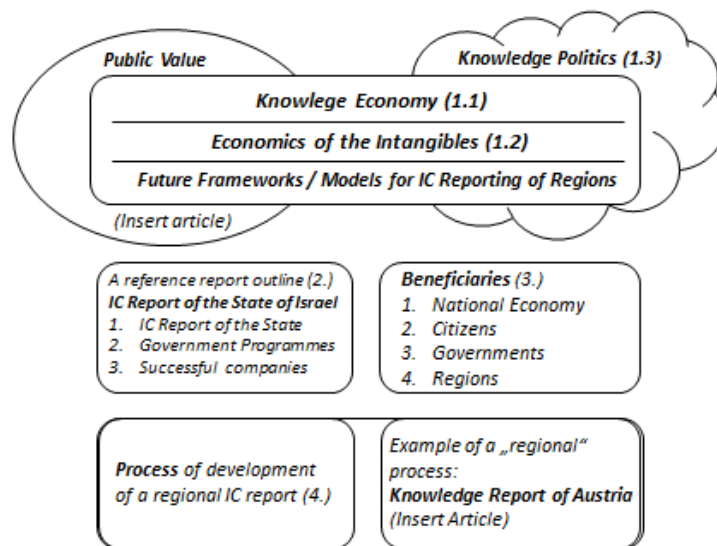 Public Value
Knowledge Politics (1.3)
Knowlege Economy (1.1)
Economics of the Intangibles (1.2)
Future Frameworks / Models for IC Reporting of Regions
(Insert article)
A reference report outline (2.)
IC Report of the State of Israel
1. IC Report of the State
2. Government Programmes
3. Successful companies
Beneficiaries (3.)
1. National Economy
2. Citizens
3. Governments
4. Regions
Process of development
of a regional IC report (4.)
Example of a „regional“
process:
Knowledge Report of Austria
(Insert Article)